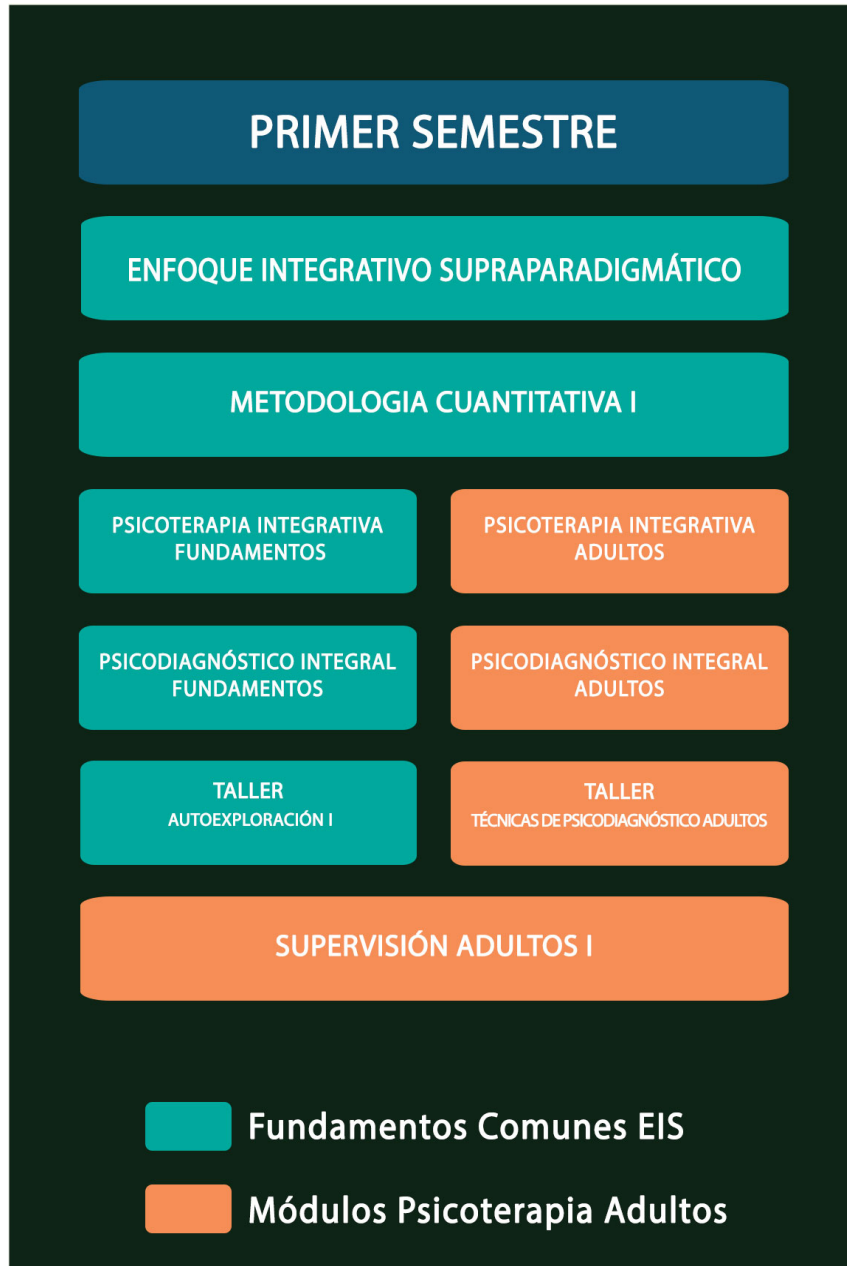 PRIMER SEMESTRE
ENFOQUE INTEGRATIVO SUPRAPARADIGMÁTICO
METODOLOGIA CUANTITATIVA I
PSICOTERAPIA INTEGRATIVA
FUNDAMENTOS
PSICOTERAPIA INTEGRATIVA
ADULTOS
PSICODIAGNÓSTICO INTEGRAL
FUNDAMENTOS
PSICODIAGNÓSTICO INTEGRAL
ADULTOS
TALLER
AUTOEXPLORACIÓN I
TALLER
TÉCNICAS DE PSICODIAGNÓSTICO ADULTOS
SUPERVISIÓN ADULTOS I
Fundamentos Comunes EIS
Módulos Psicoterapia Adultos